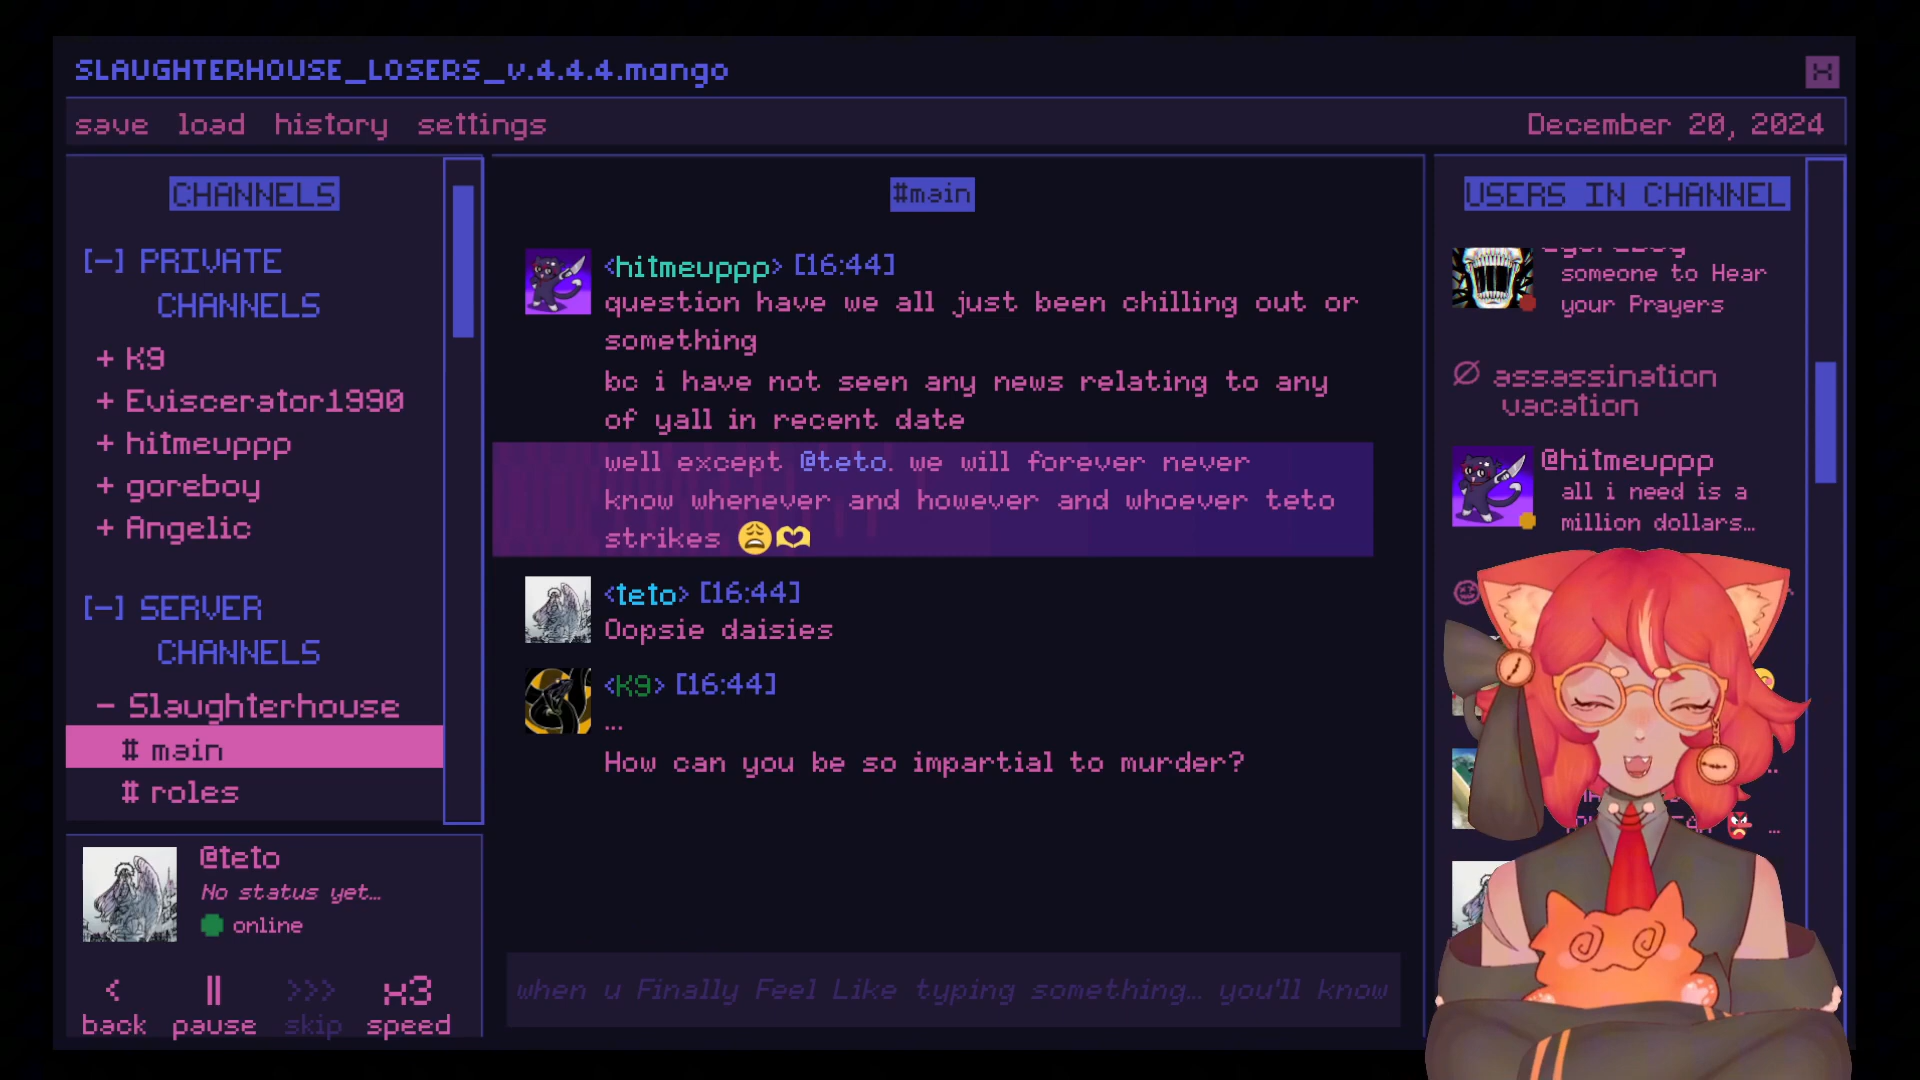 SLAUGHTERHOUSE_LOSERS_v.4.4.4.mango
save load history settings
December 20, 2024
CHANNELS
[-] PRIVATE
CHANNELS
+ K9
+ Eviscerator1990
+ hitmeuppp
+ goreboy
+ Angelic
[-] SERVER
CHANNELS
- Slaughterhouse
# main
# roles
@teto
No status yet...
online
< || >>> x3
back pause skip speed
#main
<hitmeuppp> [16:44]
question have we all just been chilling out or
something
bc i have not seen any news relating to any
of yall in recent date
well except @teto. we will forever never
know whenever and however and whoever teto
strikes 😩🫶
<teto> [16:44]
Oopsie daisies
<K9> [16:44]
...
How can you be so impartial to murder?
when u Finally Feel Like typing something... you'll know
USERS IN CHANNEL
someone to Hear
your Prayers
Ø assassination
vacation
@hitmeuppp
all i need is a
million dollars...